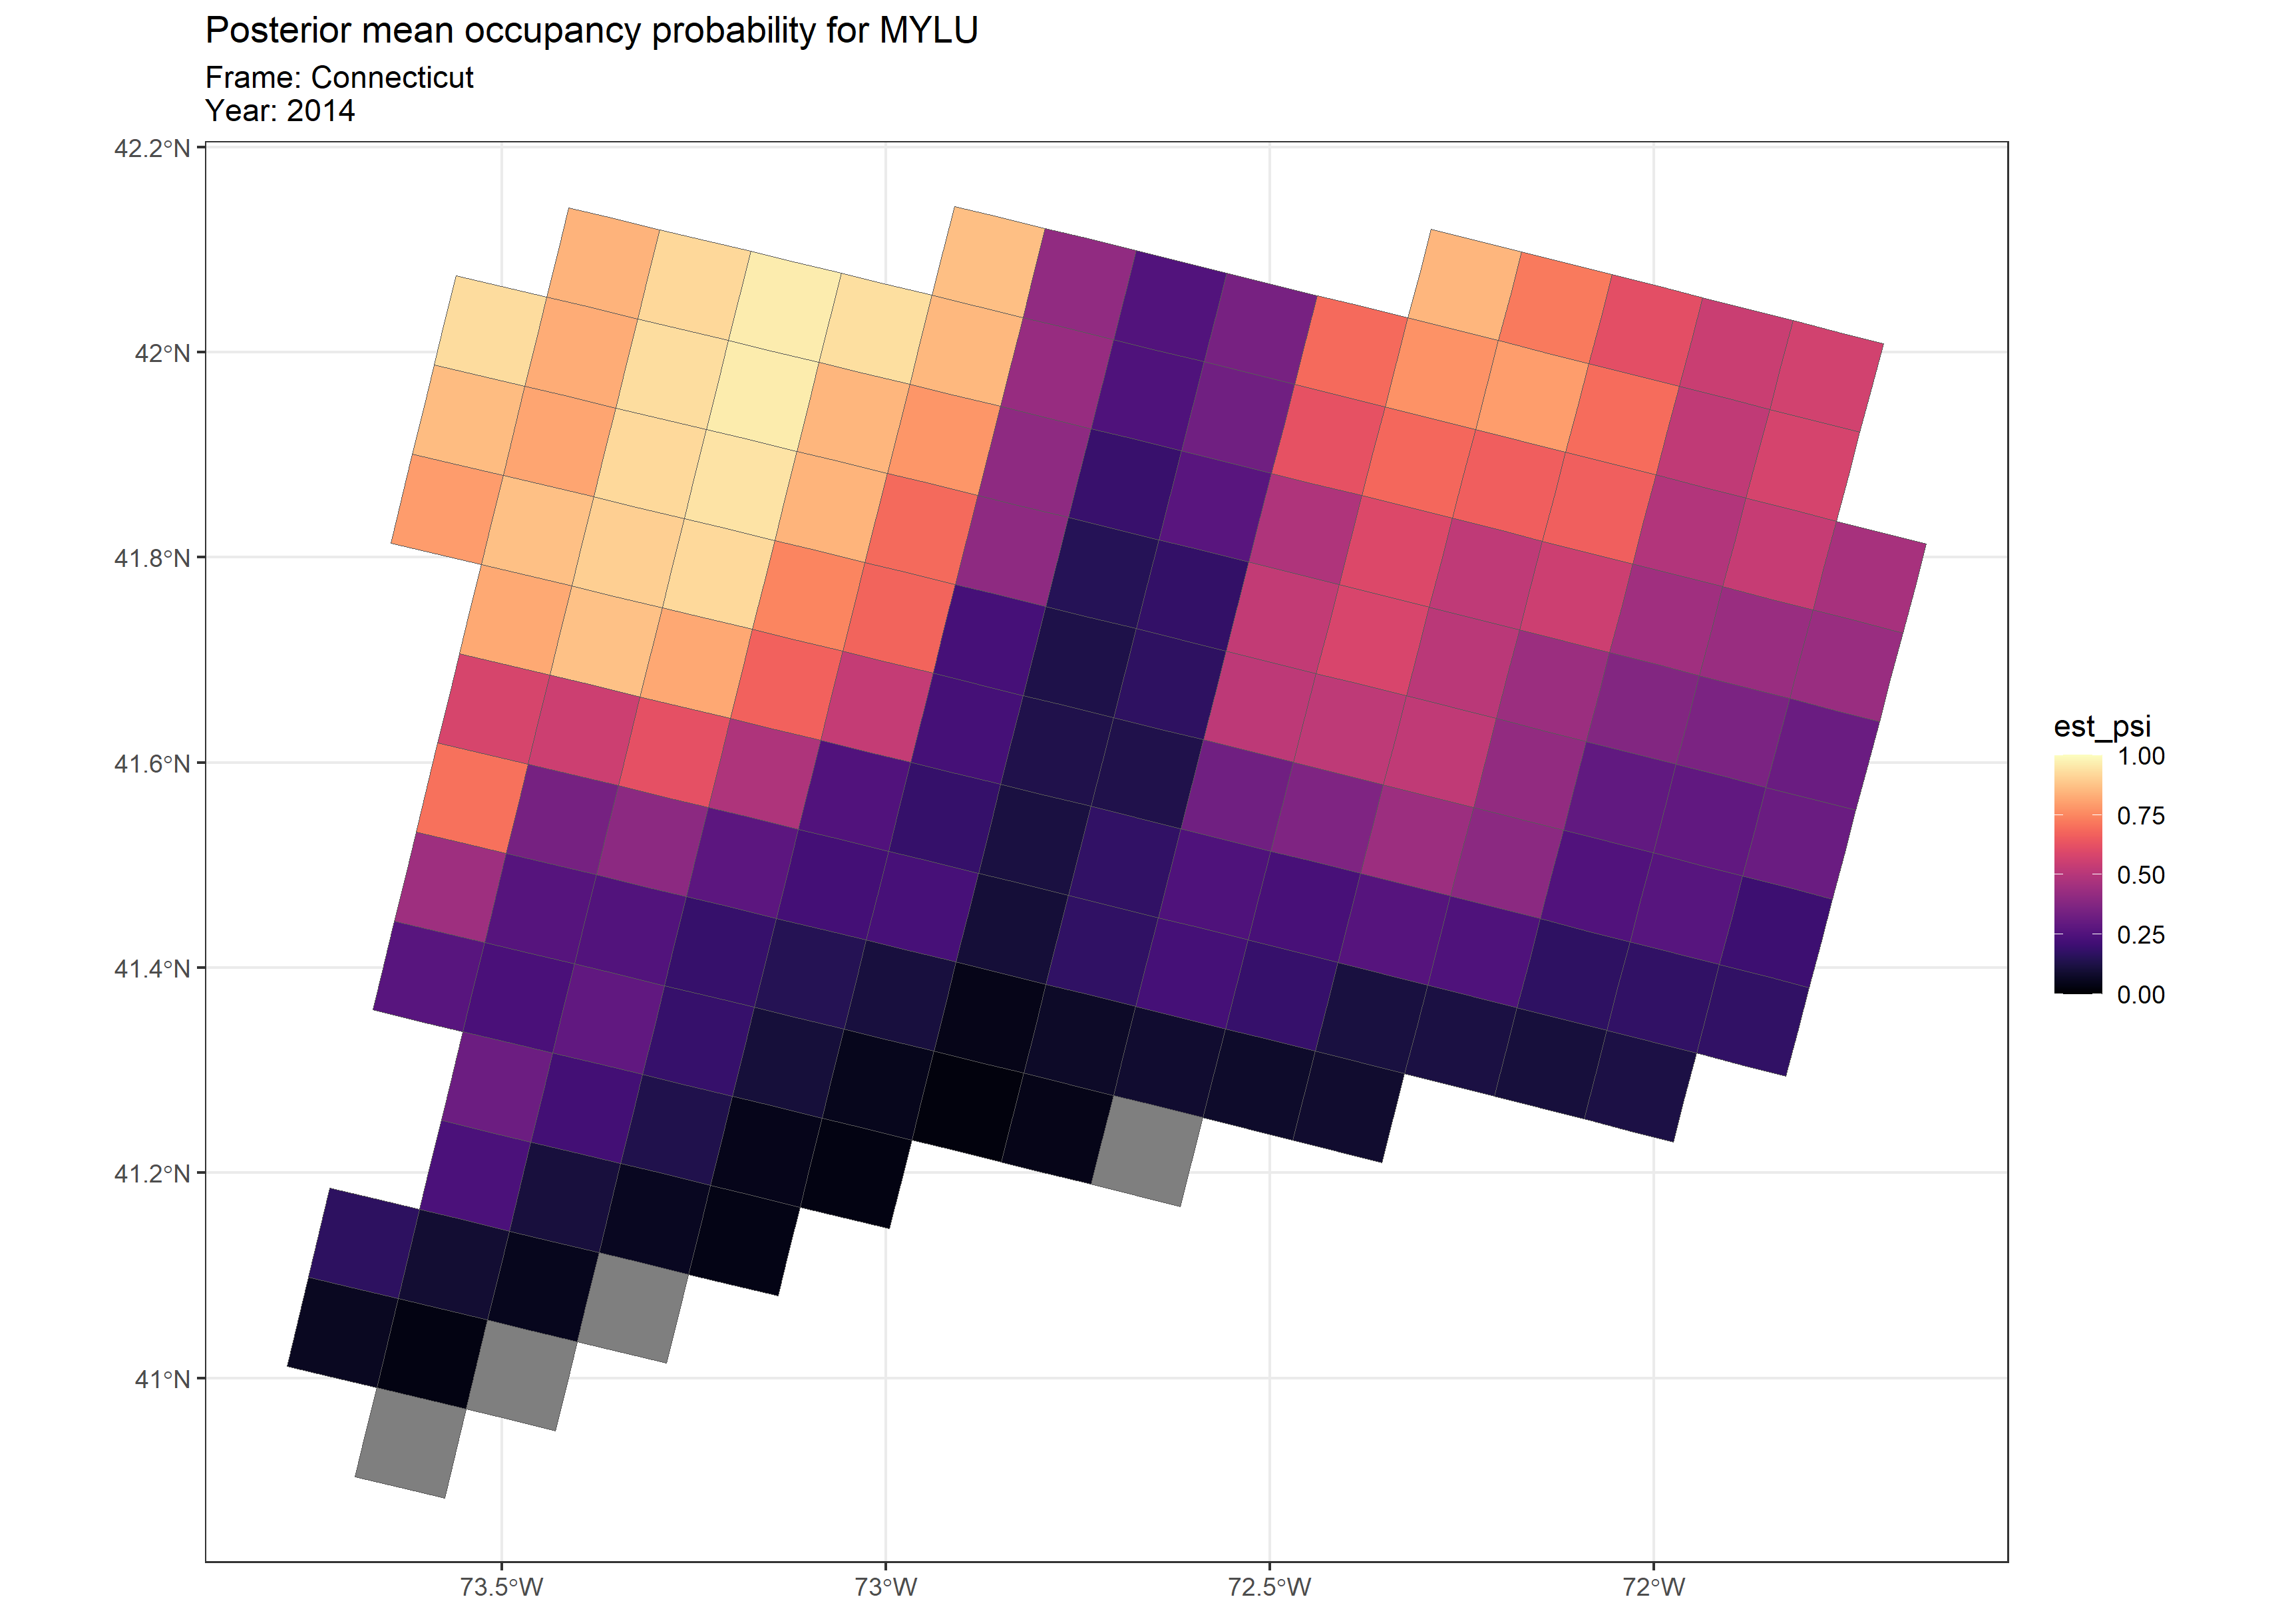 Posterior mean occupancy probability for MYLU
Frame: Connecticut
Year: 2014
42.2°N
42°N
41.8°N
41.6°N
41.4°N
41.2°N
41°N
73.5°W
73°W
72.5°W
72°W
est_psi
1.00
0.75
0.50
0.25
0.00